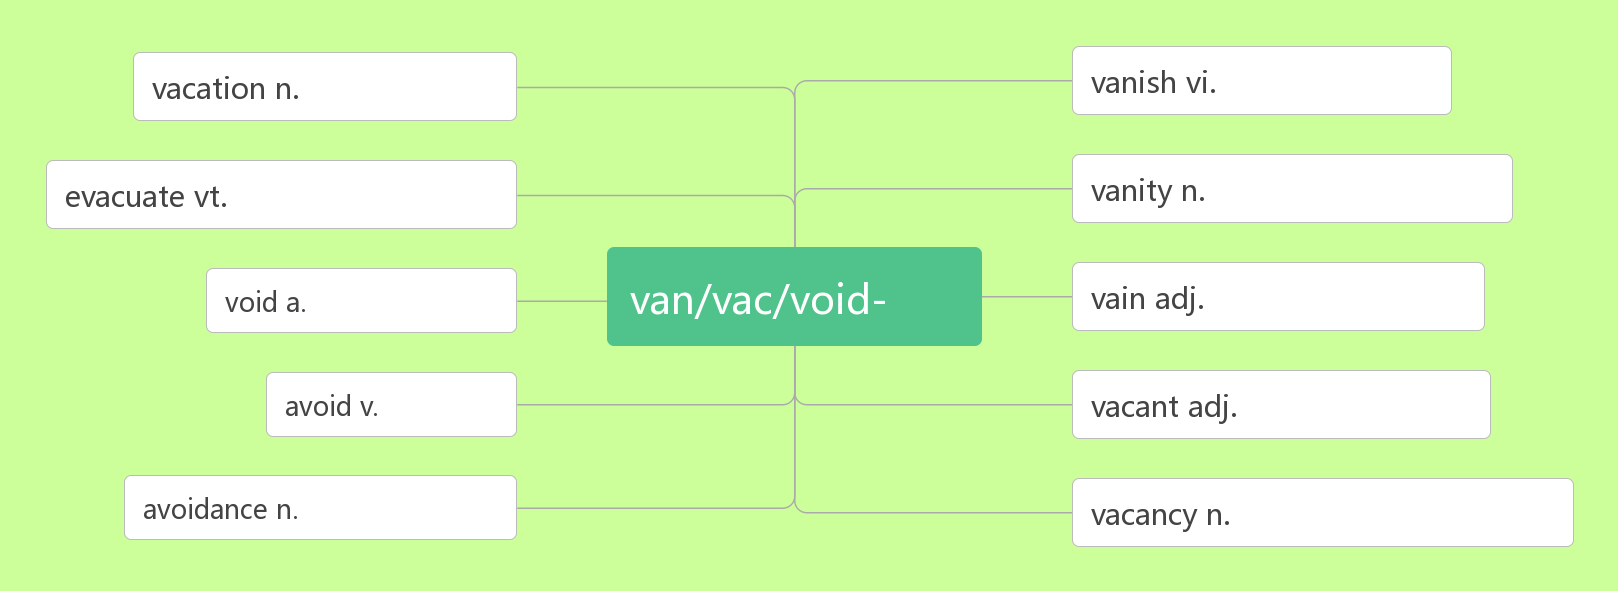 vacation n.
evacuate vt.
void a.
avoid v.
avoidance n.
van/vac/void-
vanish vi.
vanity n.
vain adj.
vacant adj.
vacancy n.